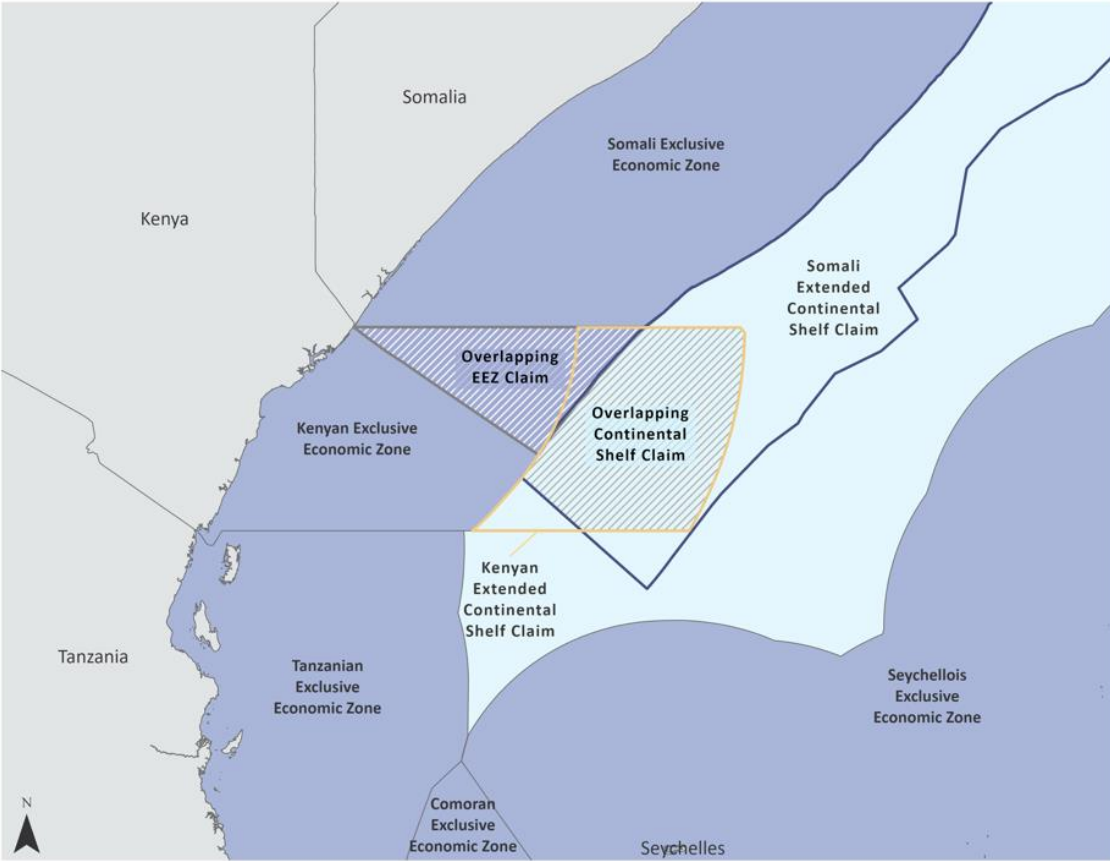 Somalia
Somali Exclusive
Economic Zone
Kenya
Somali
Extended
Continental
Shelf Claim
Overlapping
EEZ Claim
Overlapping
Continental
Shelf Claim
Kenyan Exclusive
Economic Zone
Kenyan
Extended
Continental
Shelf Claim
Tanzania
Tanzanian
Exclusive
Economic Zone
Seychellois
Exclusive
Economic Zone
N
Comoran
Exclusive
Economic Zone
Seychelles